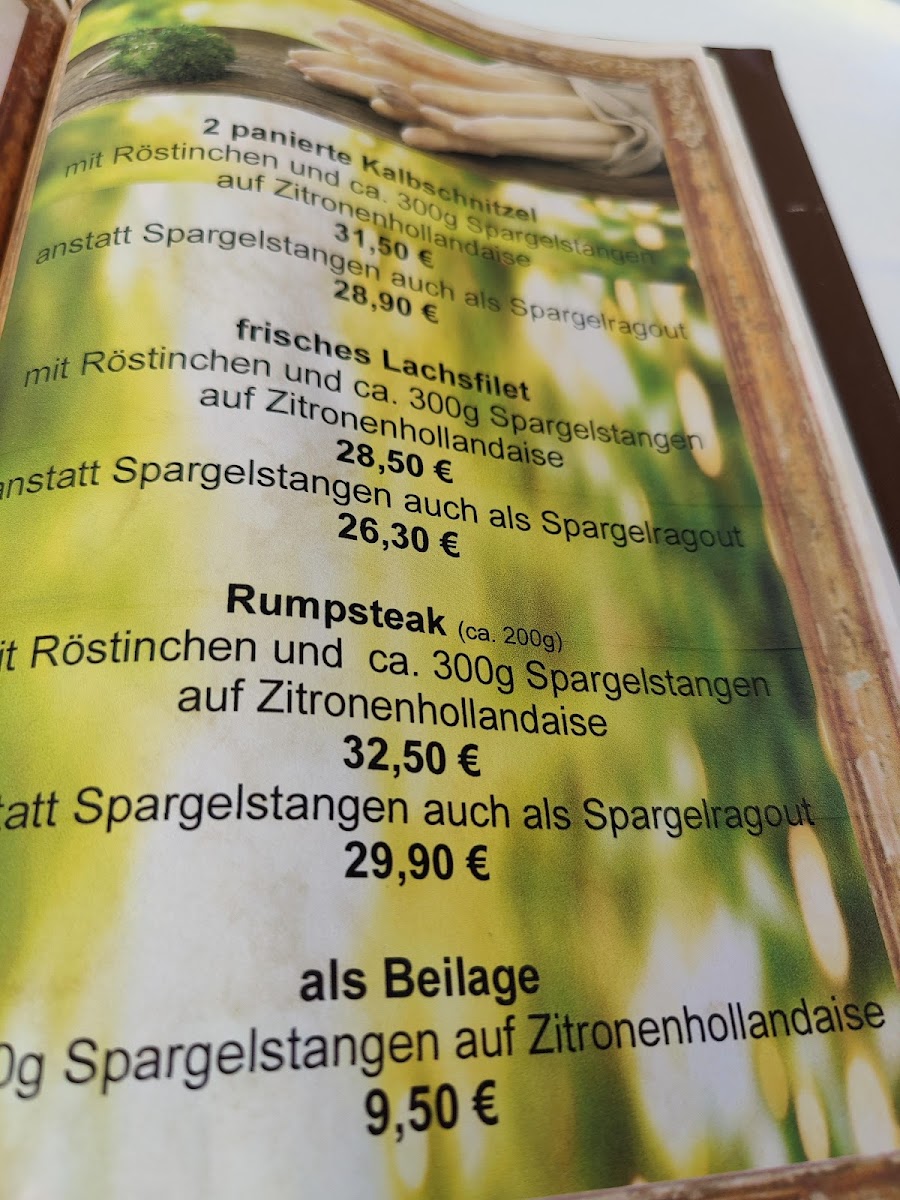 2 panierte Kalbschnitzel
mit Röstinchen und ca. 300g Spargelstangen
auf Zitronenhollandaise
31,50 €
anstatt Spargelstangen auch als Spargelragout
28,90 €
frisches Lachsfilet
mit Röstinchen und ca. 300g Spargelstangen
auf Zitronenhollandaise
28,50 €
anstatt Spargelstangen auch als Spargelragout
26,30 €
Rumpsteak (ca. 200g)
it Röstinchen und ca. 300g Spargelstangen
auf Zitronenhollandaise
32,50 €
tatt Spargelstangen auch als Spargelragout
29,90 €
als Beilage
0g Spargelstangen auf Zitronenhollandaise
9,50 €